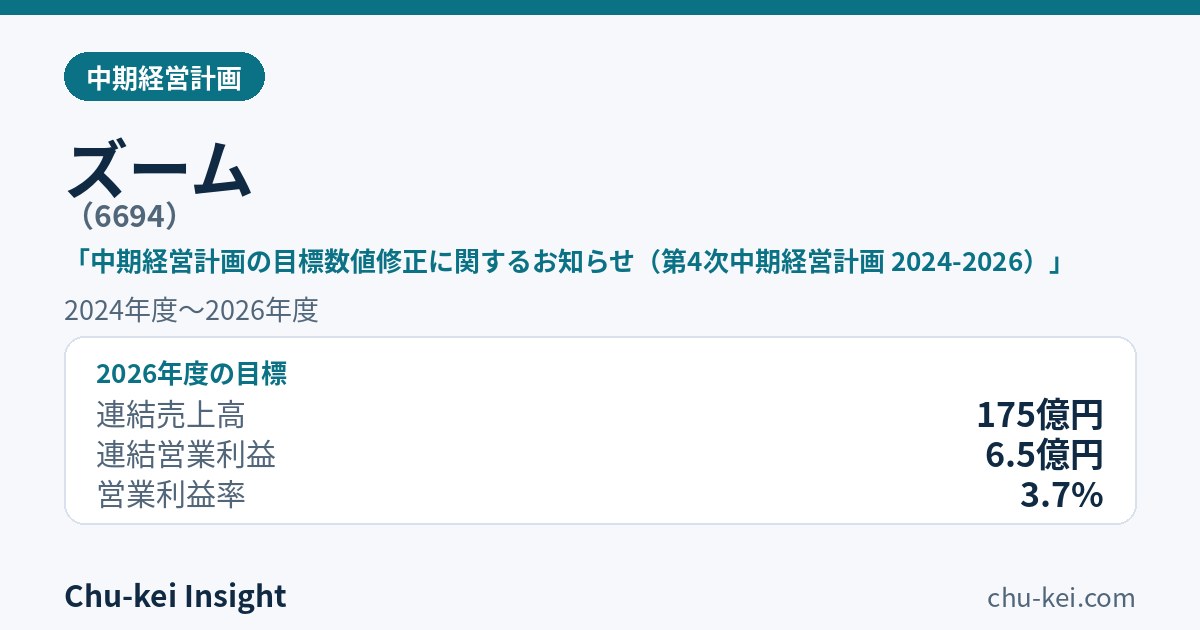 中期経営計画
ズーム
（6694）
「中期経営計画の目標数値修正に関するお知らせ（第4次中期経営計画 2024-2026）」
2024年度〜2026年度
2026年度の目標
連結売上高 175億円
連結営業利益 6.5億円
営業利益率 3.7%
Chu-kei Insight chu-kei.com